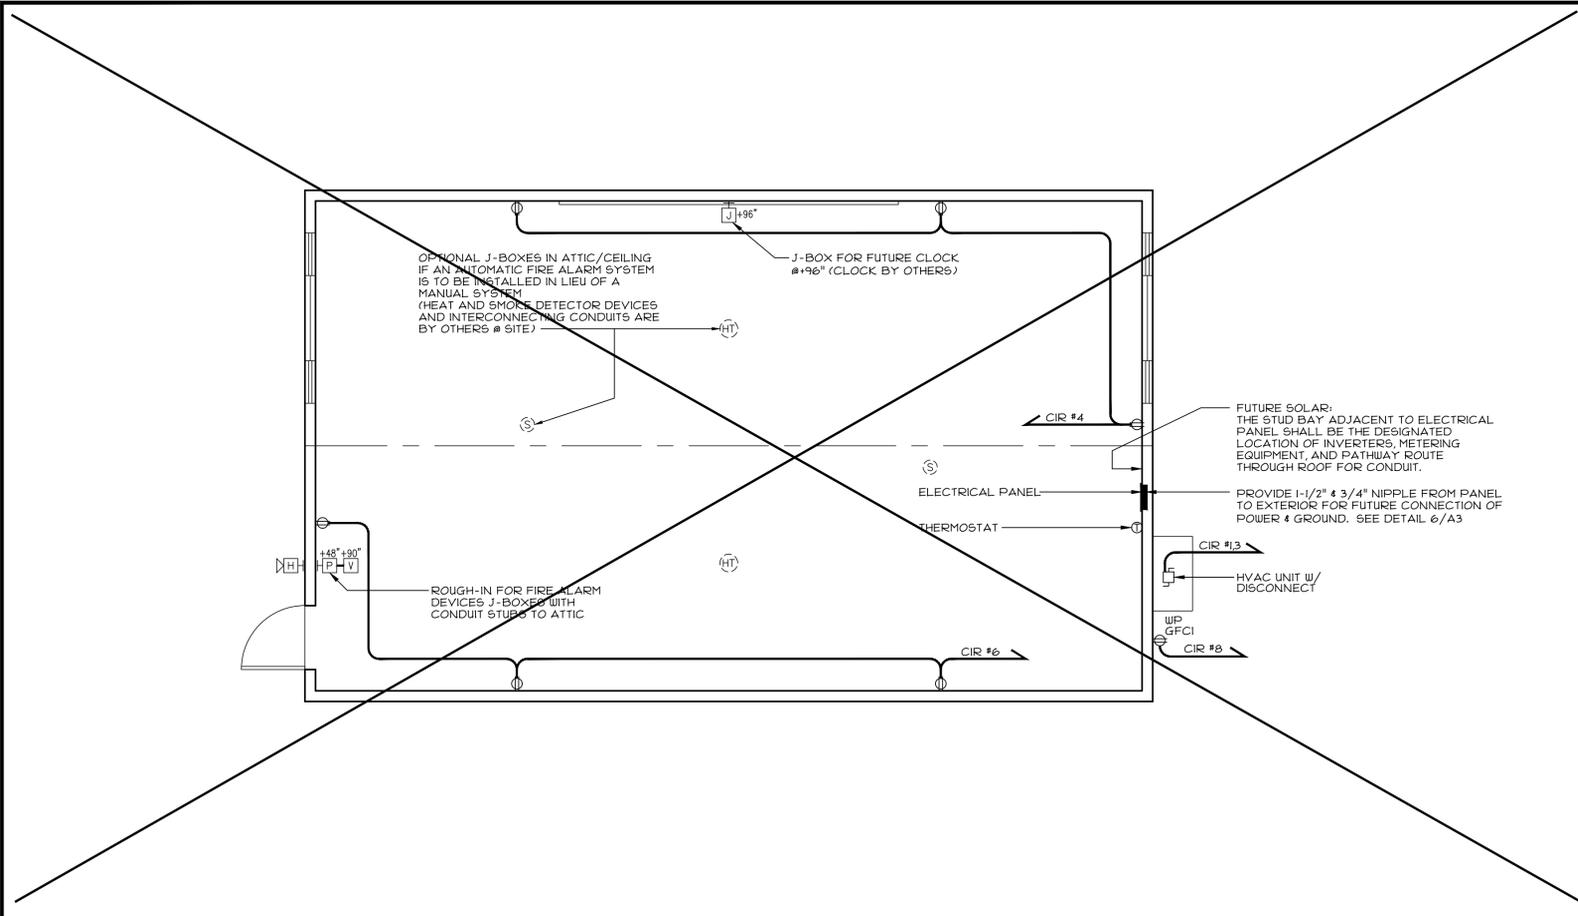 J +96"
OPTIONAL J-BOXES IN ATTIC/CEILING
IF AN AUTOMATIC FIRE ALARM SYSTEM
IS TO BE INSTALLED IN LIEU OF A
MANUAL SYSTEM
(HEAT AND SMOKE DETECTOR DEVICES
AND INTERCONNECTING CONDUITS ARE
BY OTHERS @ SITE)
J-BOX FOR FUTURE CLOCK
@+96" (CLOCK BY OTHERS)
HT
S
CIR #4
FUTURE SOLAR:
THE STUD BAY ADJACENT TO ELECTRICAL
PANEL SHALL BE THE DESIGNATED
LOCATION OF INVERTERS, METERING
EQUIPMENT, AND PATHWAY ROUTE
THROUGH ROOF FOR CONDUIT.
S
ELECTRICAL PANEL
PROVIDE 1-1/2" & 3/4" NIPPLE FROM PANEL
TO EXTERIOR FOR FUTURE CONNECTION OF
POWER & GROUND. SEE DETAIL 6/A3
THERMOSTAT
T
+48" +90"
H P V
HT
CIR #1,3
HVAC UNIT W/
DISCONNECT
ROUGH-IN FOR FIRE ALARM
DEVICES J-BOXES WITH
CONDUIT STUBS TO ATTIC
WP
GFCI
CIR #6
CIR #8